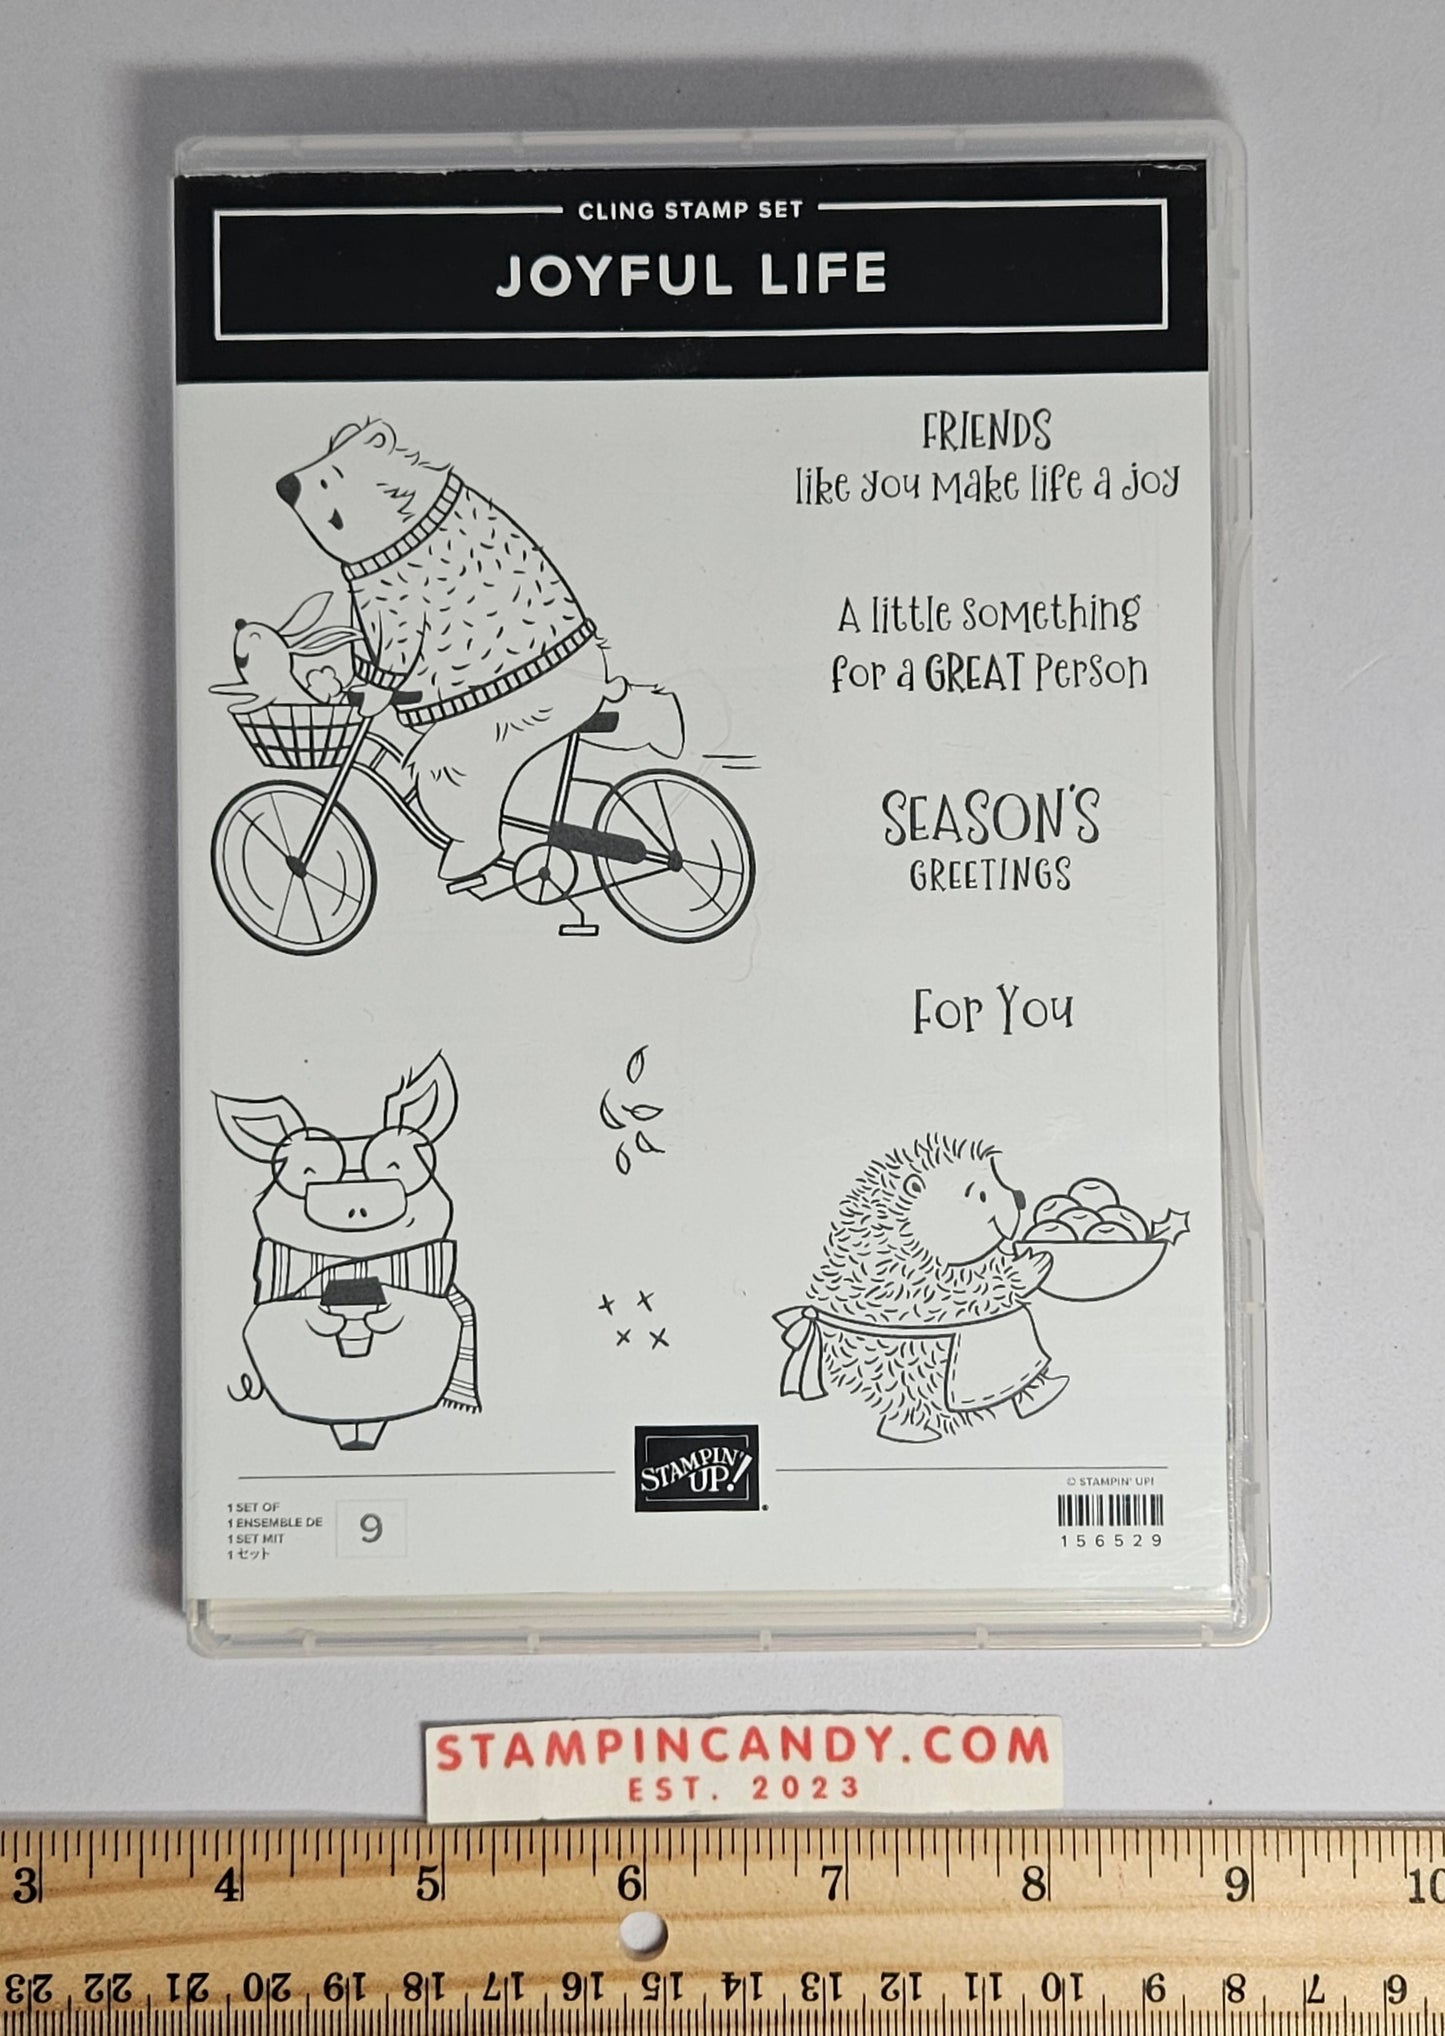 CLING STAMP SET
JOYFUL LIFE
FRIENDS
like you make life a joy
A little something
for a GREAT Person
SEASON'S
GREETINGS
For You
STAMPIN'
UP!
1 SET OF
1 ENSEMBLE DE
1 SET MIT
1 セット
9
© STAMPIN' UP!
156529
STAMPINCANDY.COM
EST. 2023
3 4 5 6 7 8 9 10
23 22 21 20 19 18 17 16 15 14 13 12 11 10 9 8 7 6